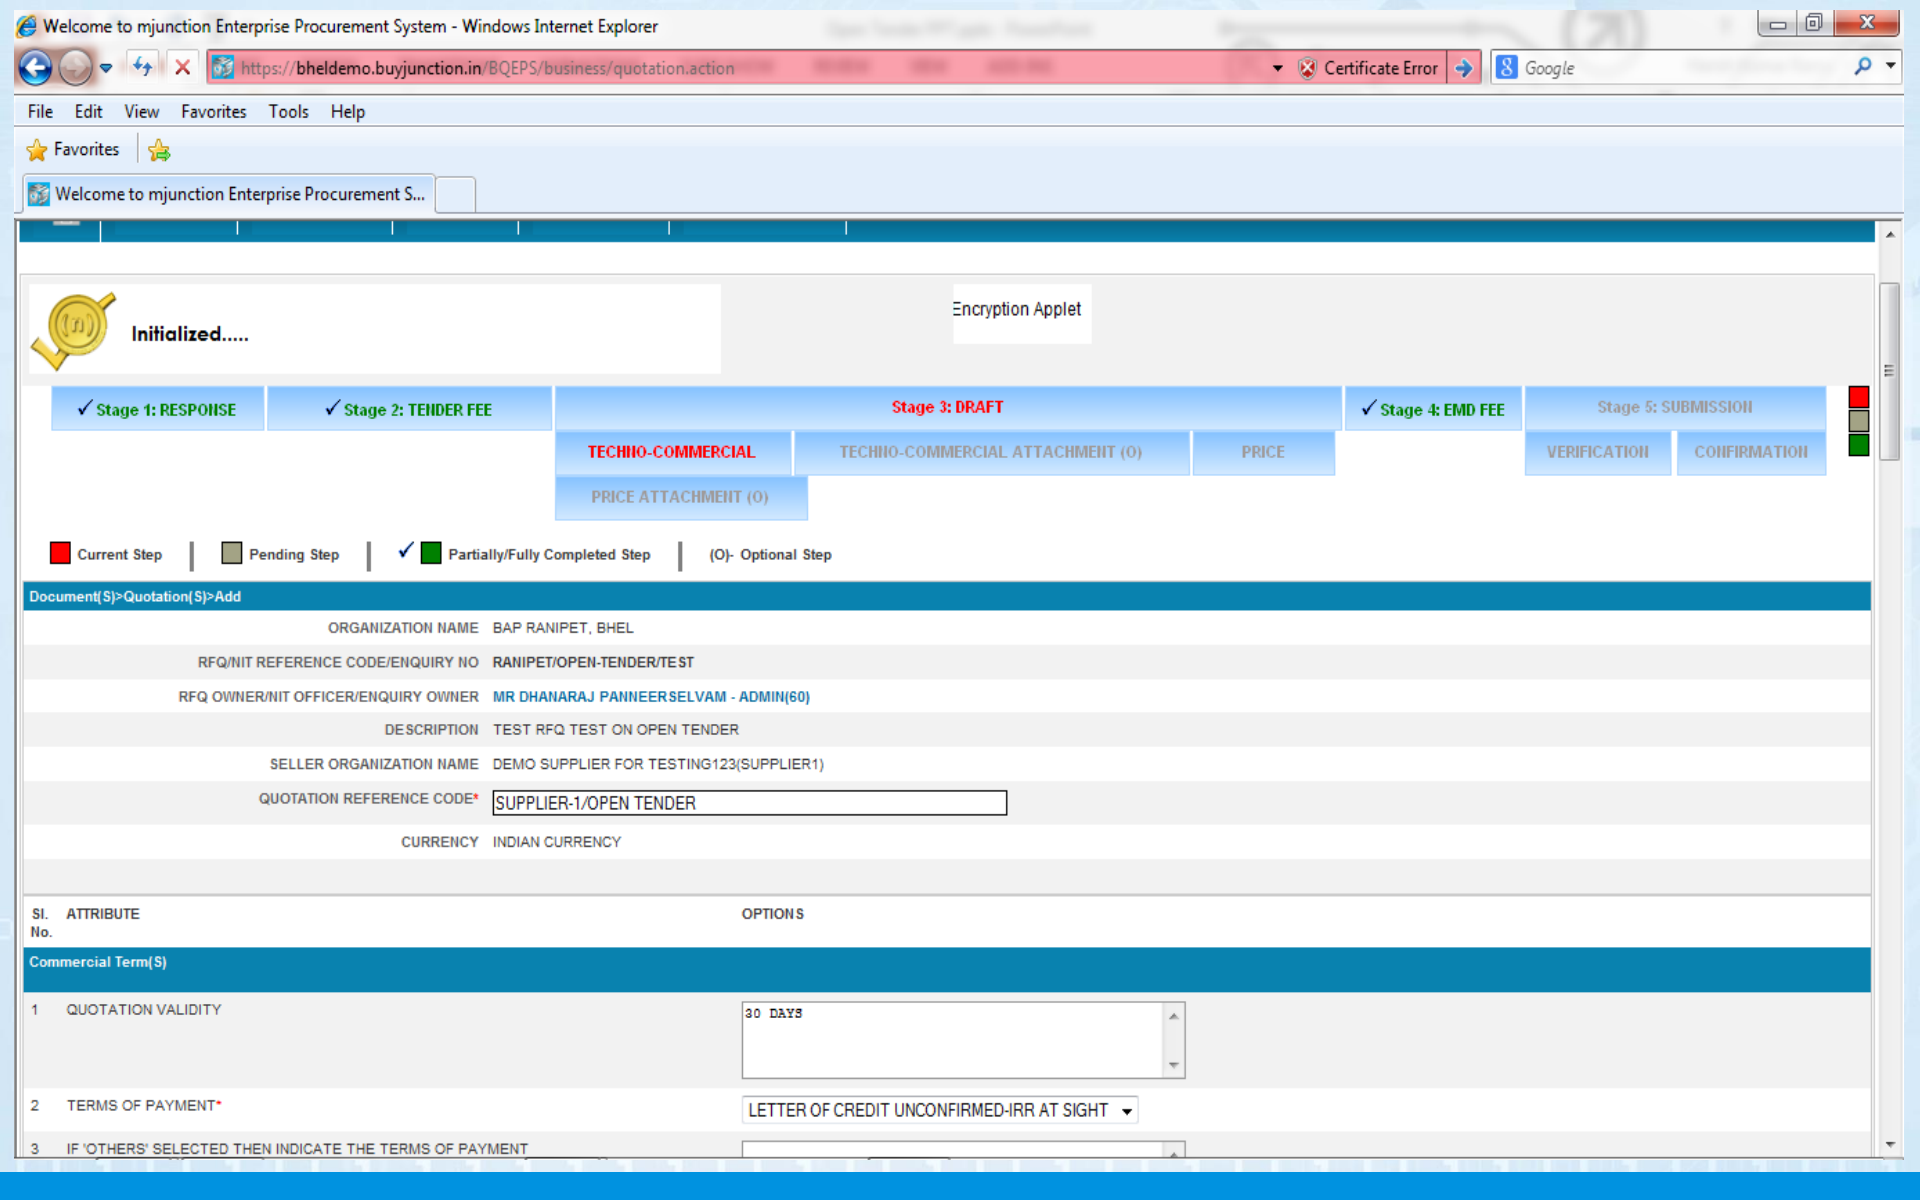 Welcome to mjunction Enterprise Procurement System - Windows Internet Explorer
https://bheldemo.buyjunction.in/BQEPS/business/quotation.action
Certificate Error
Google
File Edit View Favorites Tools Help
Favorites
Welcome to mjunction Enterprise Procurement S...
(n)
Initialized.....
Encryption Applet
✓ Stage 1: RESPONSE
✓ Stage 2: TENDER FEE
Stage 3: DRAFT
✓ Stage 4: EMD FEE
Stage 5: SUBMISSION
TECHNO-COMMERCIAL
TECHNO-COMMERCIAL ATTACHMENT (O)
PRICE
VERIFICATION
CONFIRMATION
PRICE ATTACHMENT (O)
Current Step | Pending Step | ✓ Partially/Fully Completed Step | (O)- Optional Step
Document(S)>Quotation(S)>Add
ORGANIZATION NAME BAP RANIPET, BHEL
RFQ/NIT REFERENCE CODE/ENQUIRY NO RANIPET/OPEN-TENDER/TEST
RFQ OWNER/NIT OFFICER/ENQUIRY OWNER MR DHANARAJ PANNEERSELVAM - ADMIN(60)
DESCRIPTION TEST RFQ TEST ON OPEN TENDER
SELLER ORGANIZATION NAME DEMO SUPPLIER FOR TESTING123(SUPPLIER1)
QUOTATION REFERENCE CODE* SUPPLIER-1/OPEN TENDER
CURRENCY INDIAN CURRENCY
Sl. No. ATTRIBUTE OPTIONS
Commercial Term(S)
1 QUOTATION VALIDITY 30 DAYS
2 TERMS OF PAYMENT* LETTER OF CREDIT UNCONFIRMED-IRR AT SIGHT
3 IF 'OTHERS' SELECTED THEN INDICATE THE TERMS OF PAYMENT